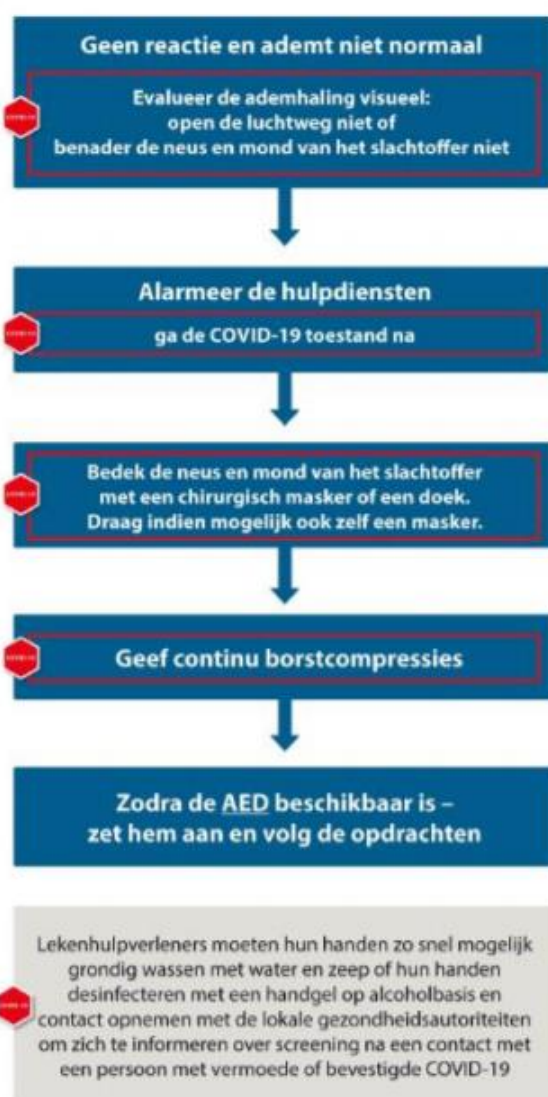 Geen reactie en ademt niet normaal
Evalueer de ademhaling visueel:
open de luchtweg niet of
benader de neus en mond van het slachtoffer niet
Alarmeer de hulpdiensten
ga de COVID-19 toestand na
Bedek de neus en mond van het slachtoffer
met een chirurgisch masker of een doek.
Draag indien mogelijk ook zelf een masker.
Geef continu borstcompressies
Zodra de AED beschikbaar is –
zet hem aan en volg de opdrachten
Lekenhulpverleners moeten hun handen zo snel mogelijk
grondig wassen met water en zeep of hun handen
desinfecteren met een handgel op alcoholbasis en
contact opnemen met de lokale gezondheidsautoriteiten
om zich te informeren over screening na een contact met
een persoon met vermoede of bevestigde COVID-19